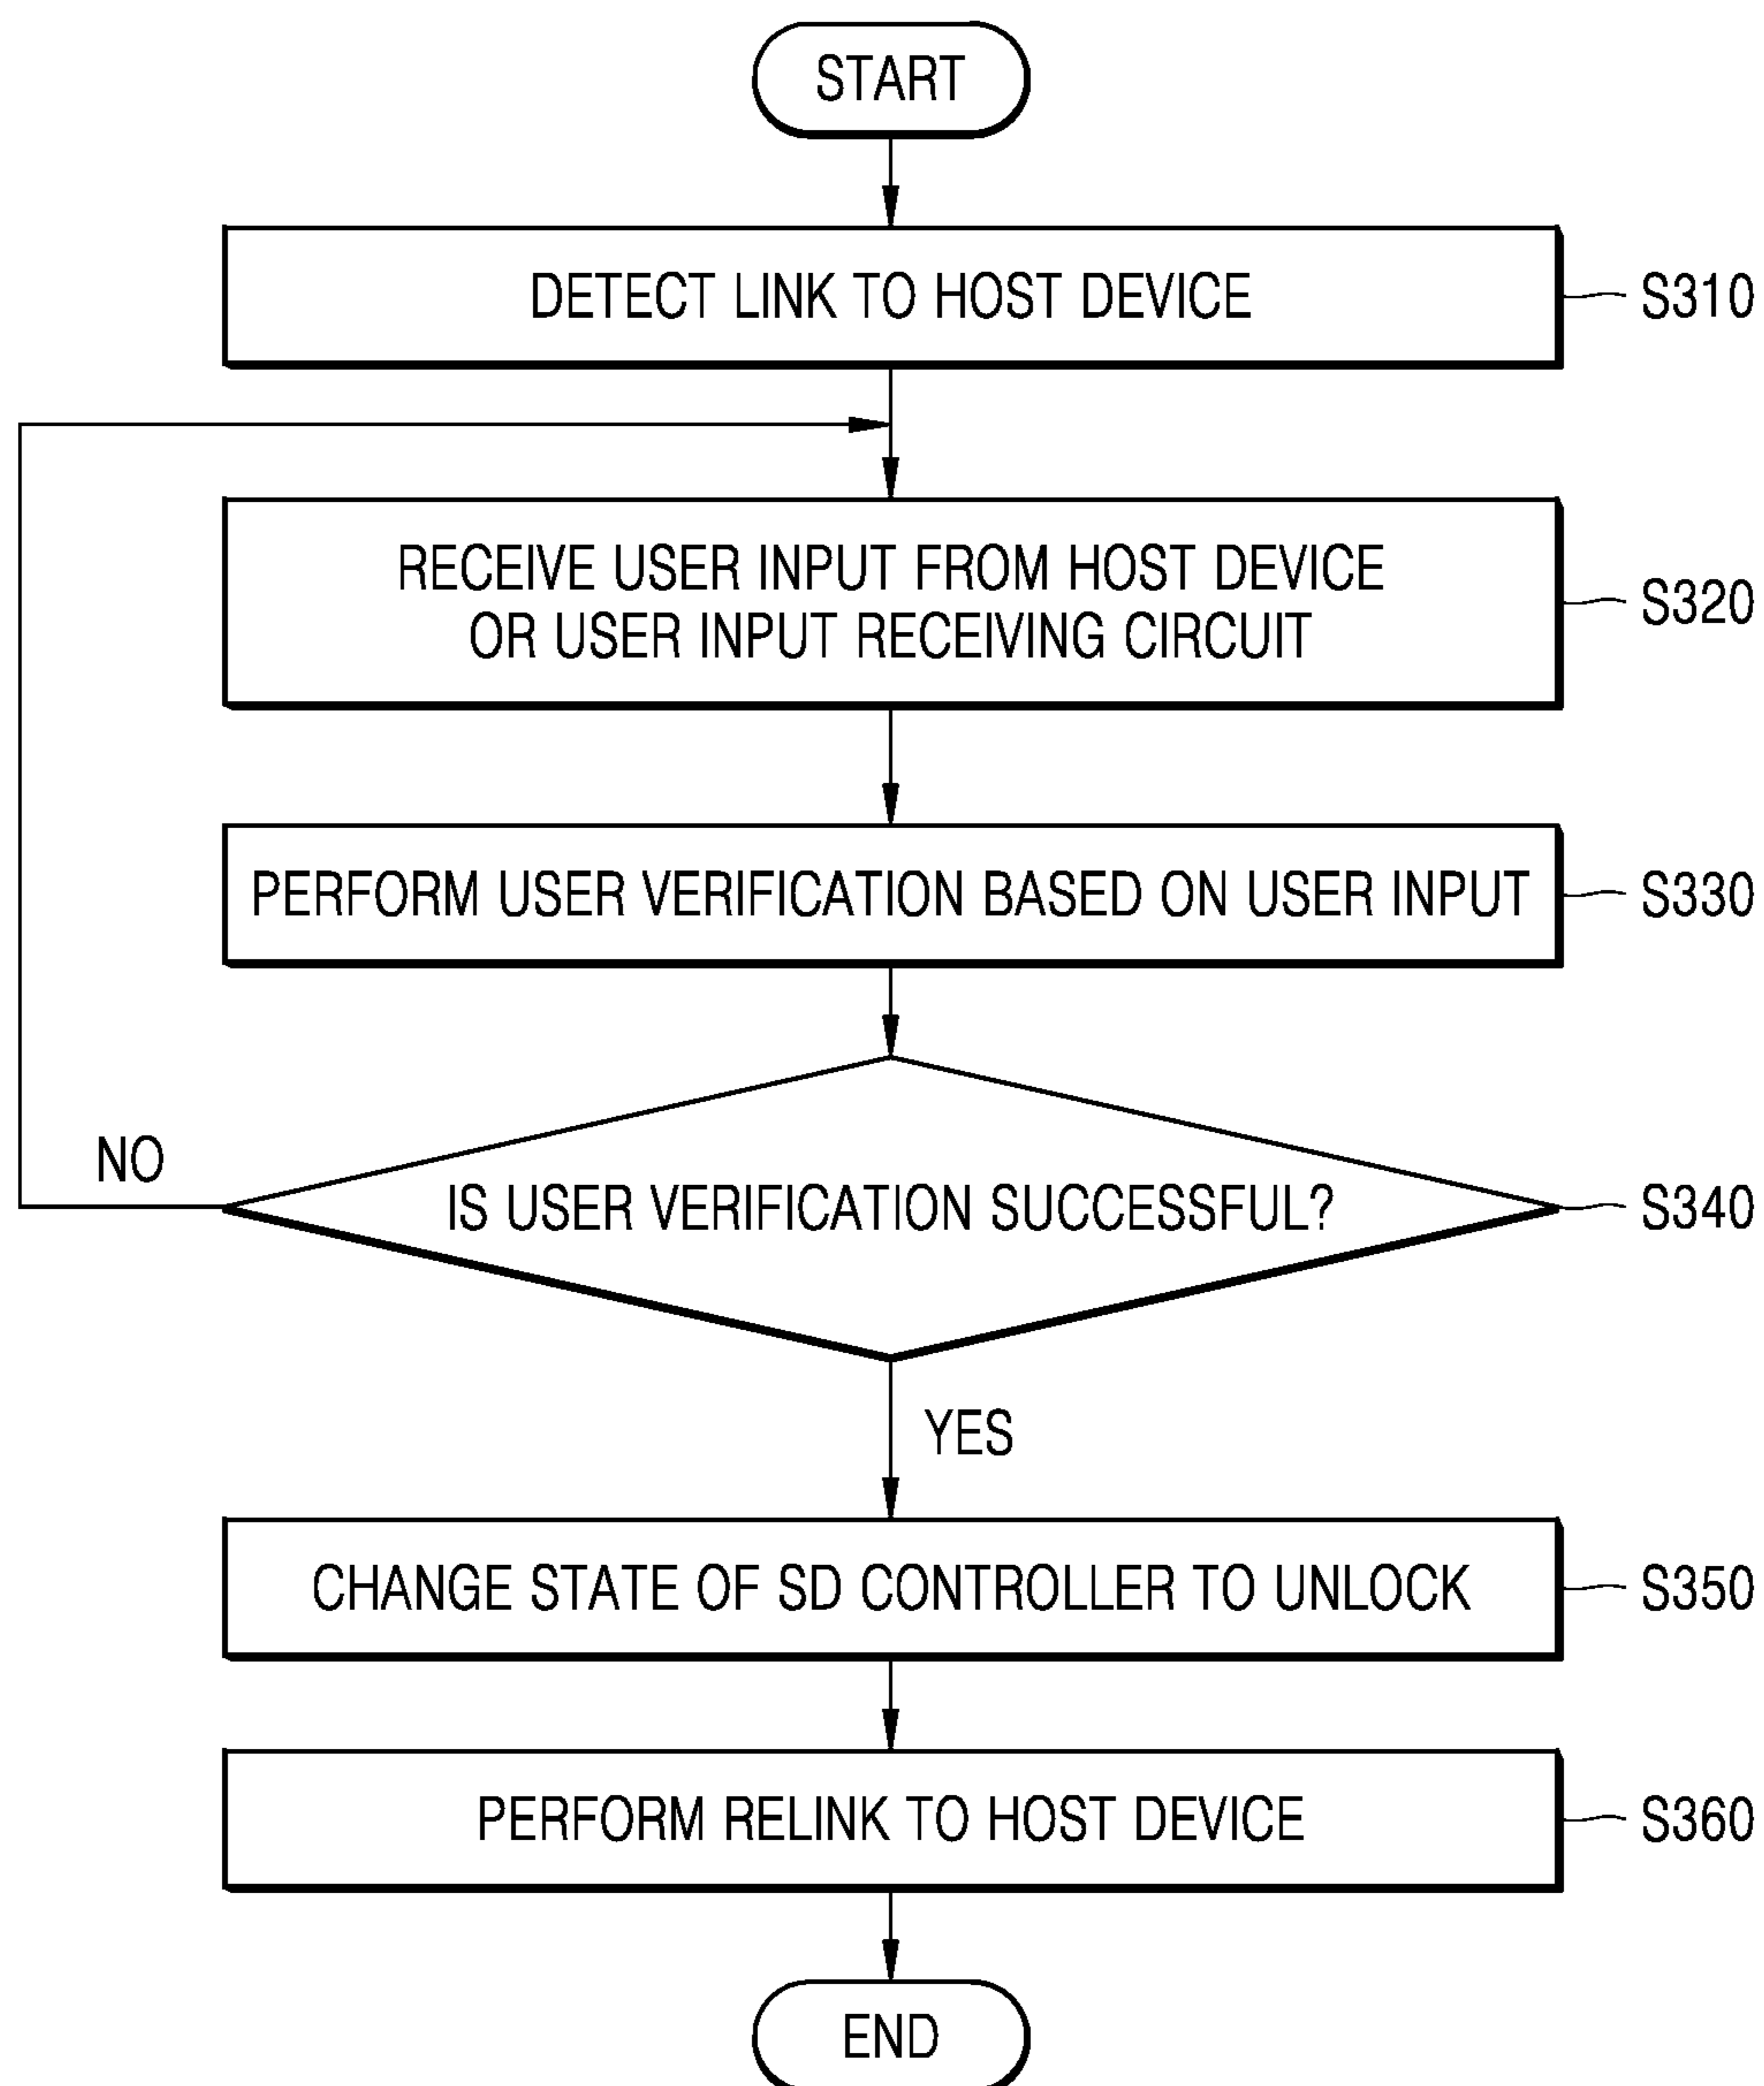 START
DETECT LINK TO HOST DEVICE
S310
RECEIVE USER INPUT FROM HOST DEVICE
OR USER INPUT RECEIVING CIRCUIT
S320
PERFORM USER VERIFICATION BASED ON USER INPUT
S330
IS USER VERIFICATION SUCCESSFUL?
S340
NO
YES
CHANGE STATE OF SD CONTROLLER TO UNLOCK
S350
PERFORM RELINK TO HOST DEVICE
S360
END